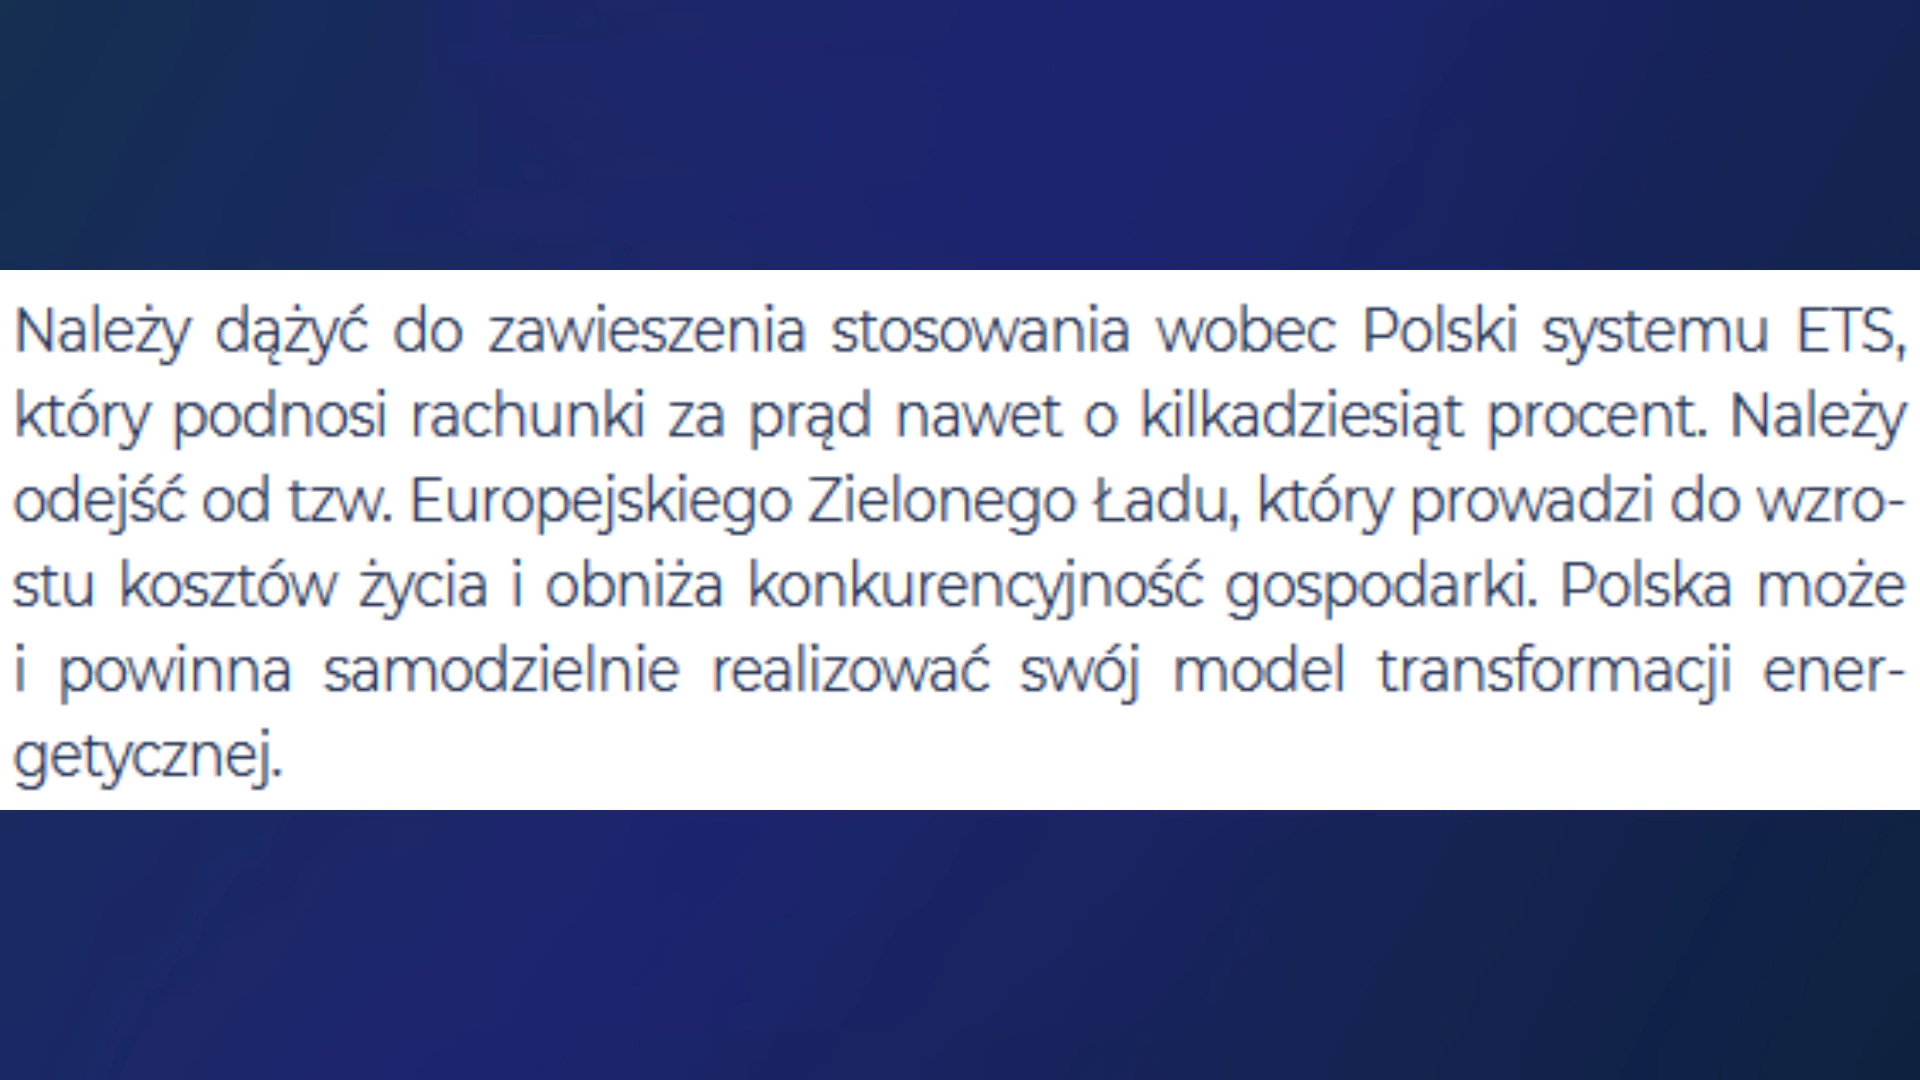 Należy dążyć do zawieszenia stosowania wobec Polski systemu ETS,
który podnosi rachunki za prąd nawet o kilkadziesiąt procent. Należy
odejść od tzw. Europejskiego Zielonego Ładu, który prowadzi do wzro-
stu kosztów życia i obniża konkurencyjność gospodarki. Polska może
i powinna samodzielnie realizować swój model transformacji ener-
getycznej.